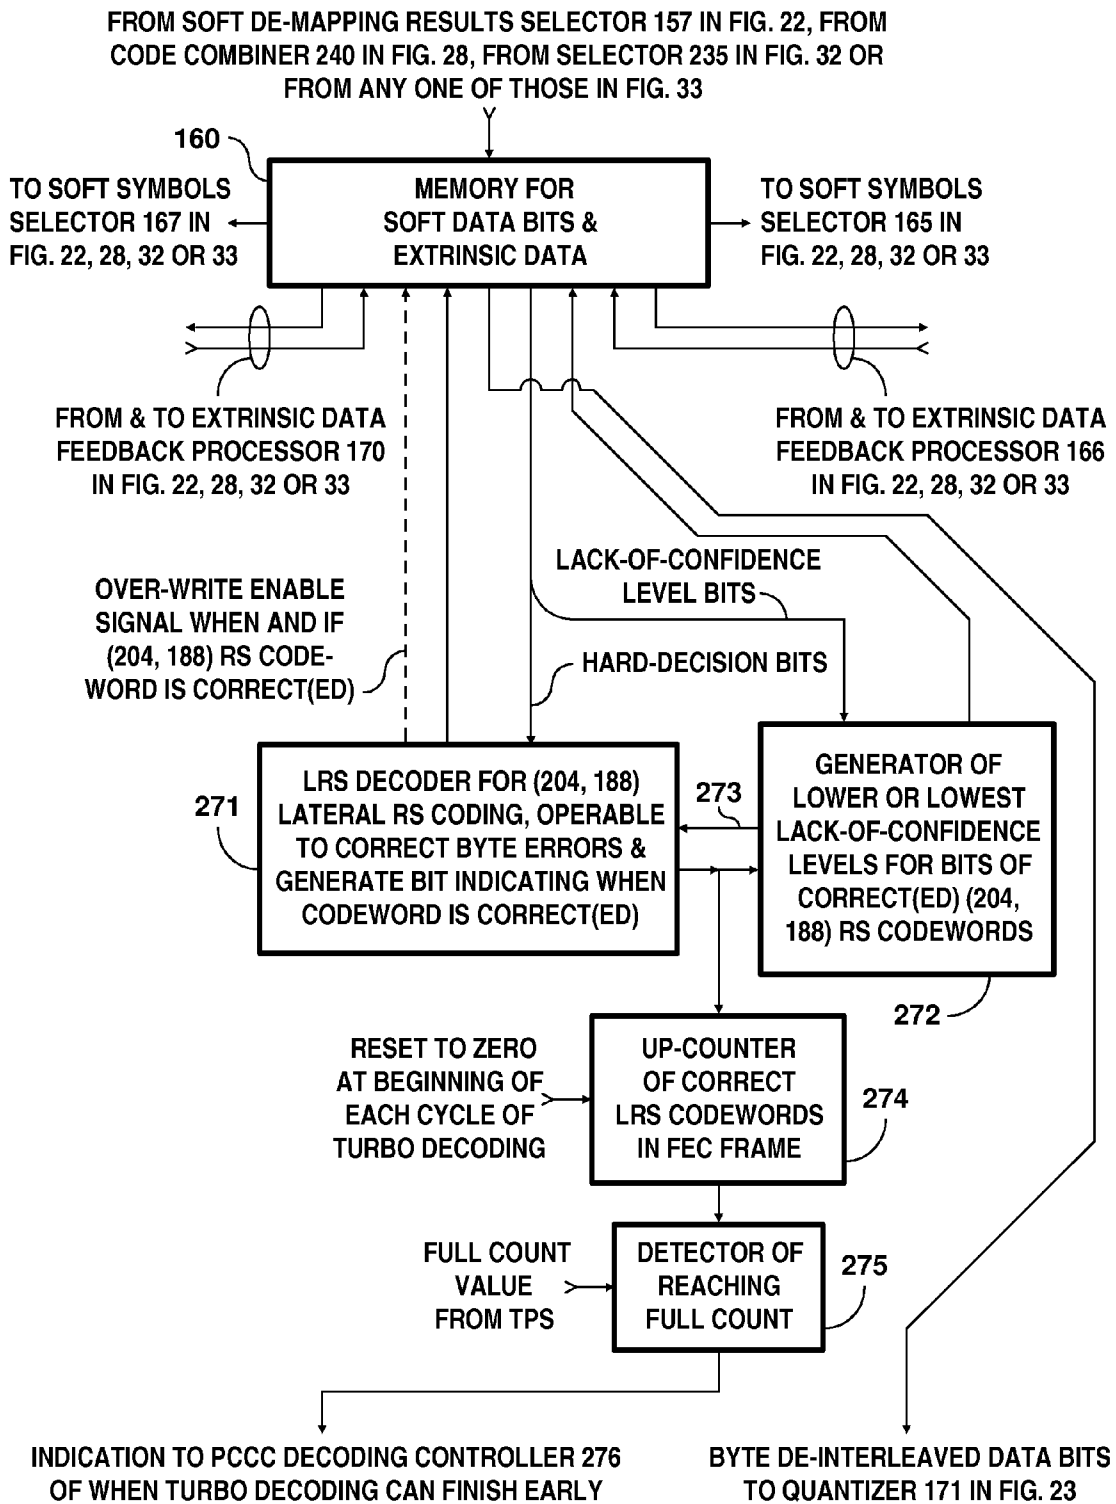 FROM SOFT DE-MAPPING RESULTS SELECTOR 157 IN FIG. 22, FROM
CODE COMBINER 240 IN FIG. 28, FROM SELECTOR 235 IN FIG. 32 OR
FROM ANY ONE OF THOSE IN FIG. 33
160
TO SOFT SYMBOLS
SELECTOR 167 IN
FIG. 22, 28, 32 OR 33
MEMORY FOR
SOFT DATA BITS &
EXTRINSIC DATA
TO SOFT SYMBOLS
SELECTOR 165 IN
FIG. 22, 28, 32 OR 33
FROM & TO EXTRINSIC DATA
FEEDBACK PROCESSOR 170
IN FIG. 22, 28, 32 OR 33
FROM & TO EXTRINSIC DATA
FEEDBACK PROCESSOR 166
IN FIG. 22, 28, 32 OR 33
OVER-WRITE ENABLE
SIGNAL WHEN AND IF
(204, 188) RS CODE-
WORD IS CORRECT(ED)
LACK-OF-CONFIDENCE
LEVEL BITS
HARD-DECISION BITS
271
LRS DECODER FOR (204, 188)
LATERAL RS CODING, OPERABLE
TO CORRECT BYTE ERRORS &
GENERATE BIT INDICATING WHEN
CODEWORD IS CORRECT(ED)
273
GENERATOR OF
LOWER OR LOWEST
LACK-OF-CONFIDENCE
LEVELS FOR BITS OF
CORRECT(ED) (204,
188) RS CODEWORDS
272
RESET TO ZERO
AT BEGINNING OF
EACH CYCLE OF
TURBO DECODING
UP-COUNTER
OF CORRECT
LRS CODEWORDS
IN FEC FRAME
274
FULL COUNT
VALUE
FROM TPS
DETECTOR OF
REACHING
FULL COUNT
275
INDICATION TO PCCC DECODING CONTROLLER 276
OF WHEN TURBO DECODING CAN FINISH EARLY
BYTE DE-INTERLEAVED DATA BITS
TO QUANTIZER 171 IN FIG. 23